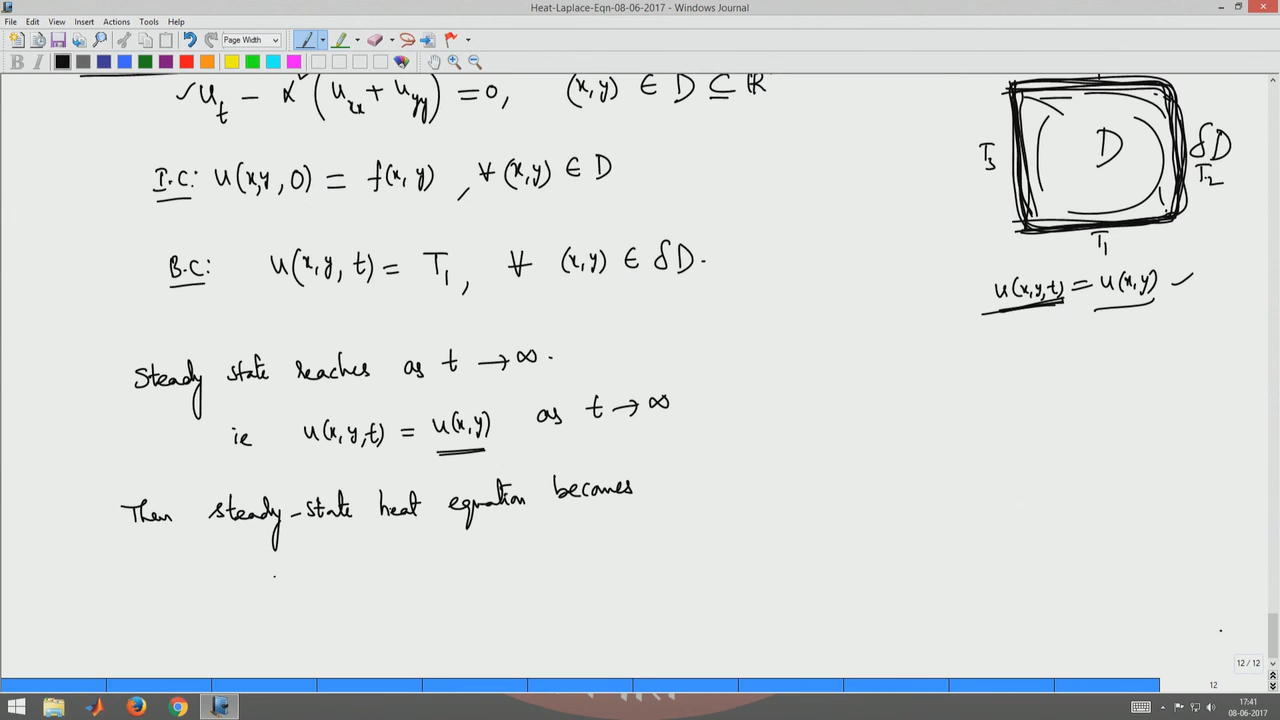 Heat-Laplace-Eqn-08-06-2017 - Windows Journal
File Edit View Insert Actions Tools Help
Page Width
B I
u_t - α² (u_xx + u_yy) = 0, (x,y) ∈ D ⊆ ℝ
I.C: u(x,y,0) = f(x,y), ∀ (x,y) ∈ D
B.C: u(x,y,t) = T₁, ∀ (x,y) ∈ δD.
Steady state reaches as t → ∞.
ie u(x,y,t) = u(x,y) as t → ∞
Then steady-state heat equation becomes
D
T₃
δD
T₂
T₁
u(x,y,t) = u(x,y) ✓
12 / 12
12
17:41
08-06-2017